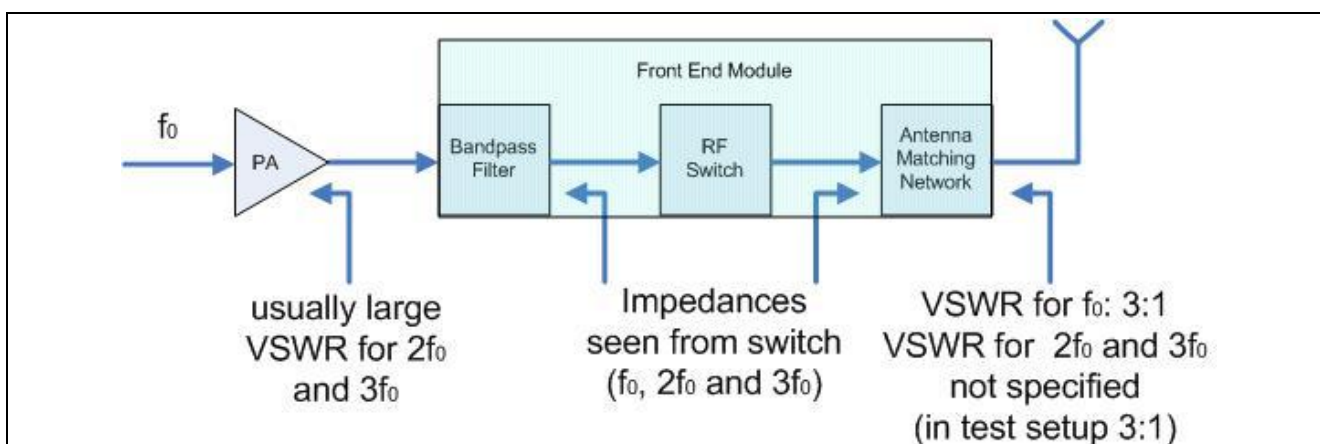 Front End Module
f₀
PA
Bandpass
Filter
RF
Switch
Antenna
Matching
Network
usually large
VSWR for 2f₀
and 3f₀
Impedances
seen from switch
(f₀, 2f₀ and 3f₀)
VSWR for f₀: 3:1
VSWR for 2f₀ and 3f₀
not specified
(in test setup 3:1)